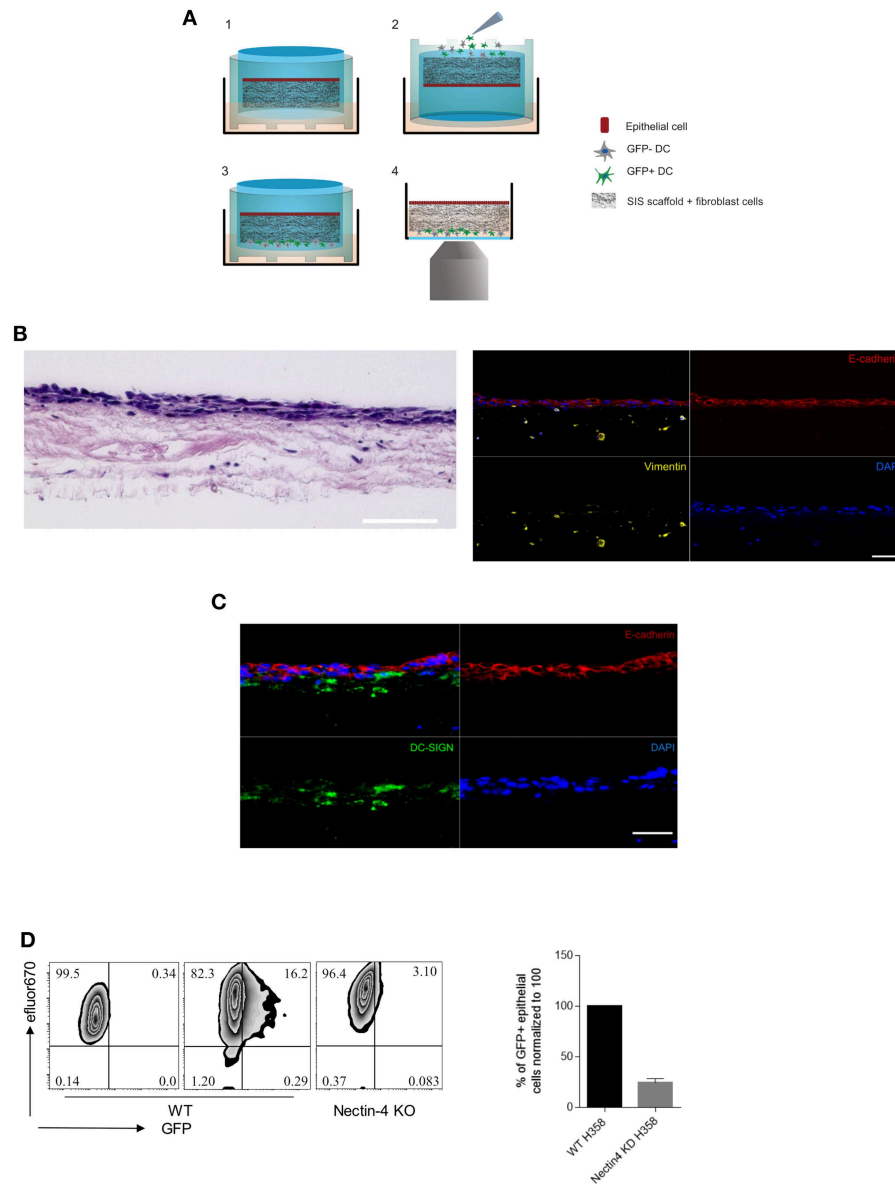 A
1
2
3
4
Epithelial cell
GFP- DC
GFP+ DC
SIS scaffold + fibroblast cells
B
E-cadherin
Vimentin
DAPI
C
E-cadherin
DC-SIGN
DAPI
D
efluor670
99.5 0.34
0.14 0.0
82.3 16.2
1.20 0.29
96.4 3.10
0.37 0.083
WT
Nectin-4 KO
GFP
% of GFP+ epithelial
cells normalized to 100
150
100
50
0
WT H358
Nectin4 KD H358